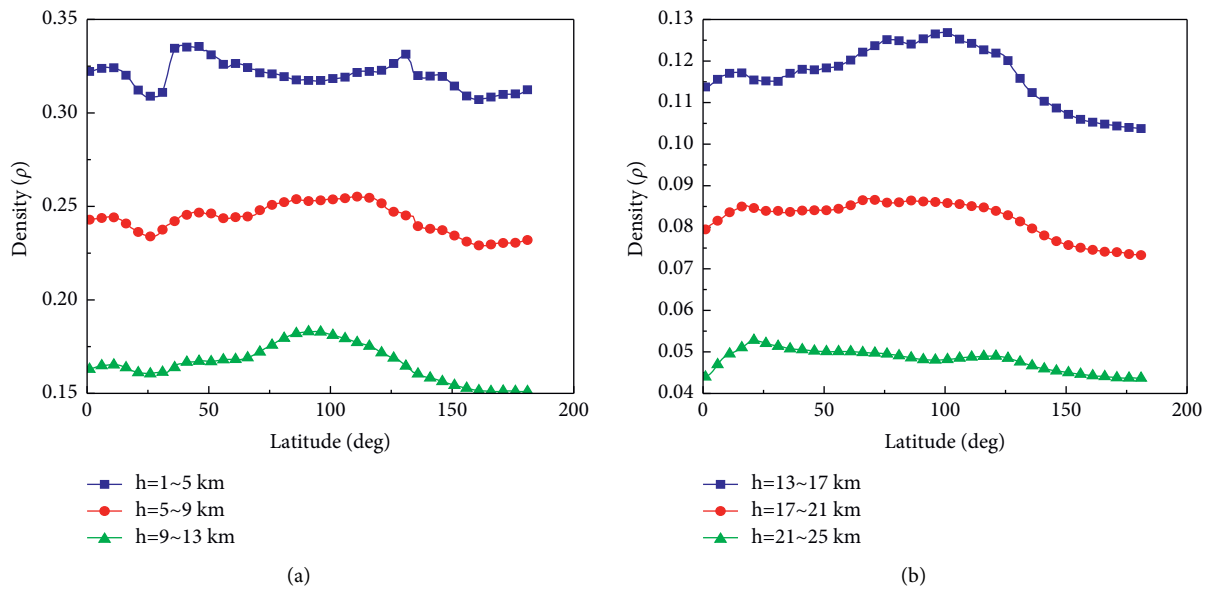 0.35
0.30
0.25
0.20
0.15
Density (ρ)
0 50 100 150 200
Latitude (deg)
h=1~5 km
h=5~9 km
h=9~13 km
(a)
0.13
0.12
0.11
0.10
0.09
0.08
0.07
0.06
0.05
0.04
Density (ρ)
0 50 100 150 200
Latitude (deg)
h=13~17 km
h=17~21 km
h=21~25 km
(b)